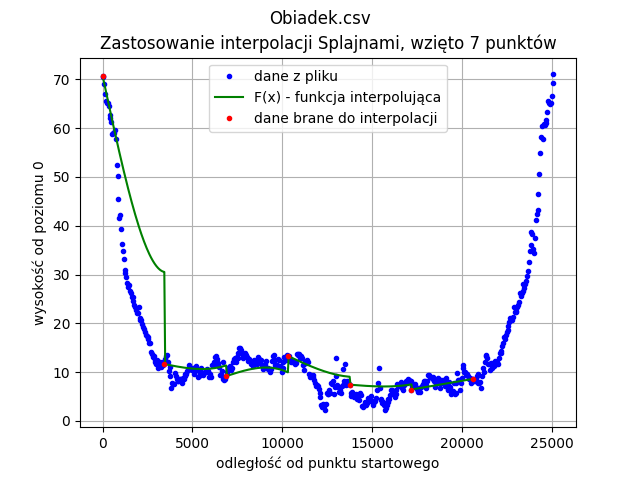 Obiadek.csv
Zastosowanie interpolacji Splajnami, wzięto 7 punktów
dane z pliku
F(x) - funkcja interpolująca
dane brane do interpolacji
70
60
50
40
30
20
10
0
wysokość od poziomu 0
0 5000 10000 15000 20000 25000
odległość od punktu startowego